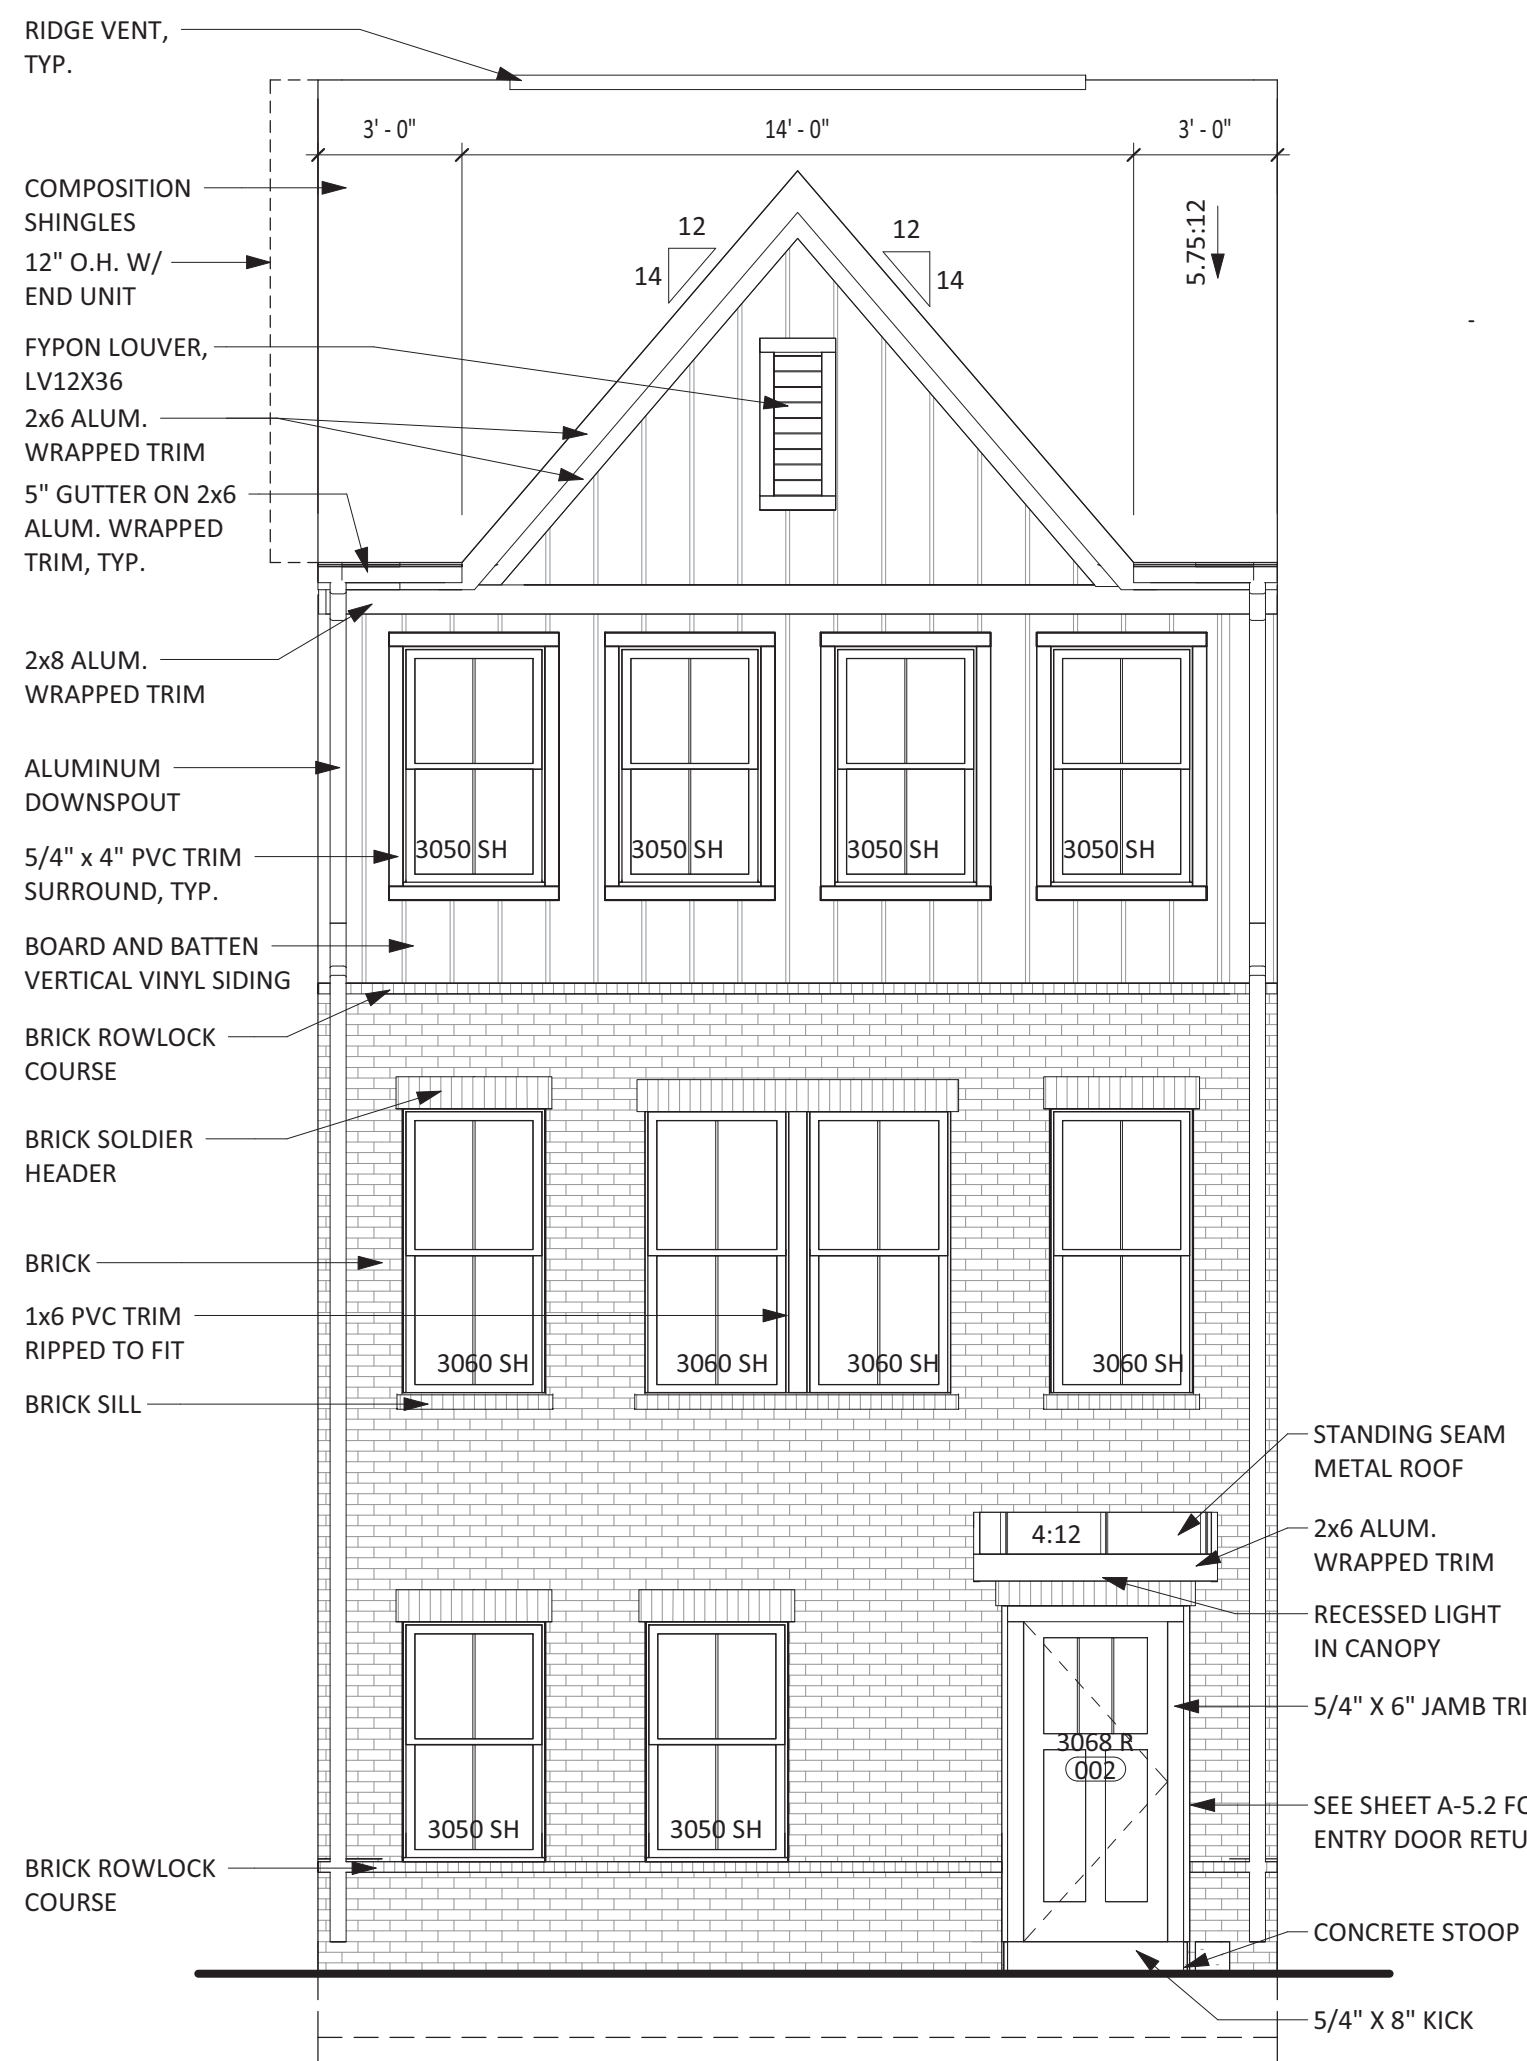 RIDGE VENT,
TYP.
3' - 0"
14' - 0"
3' - 0"
COMPOSITION
SHINGLES
12" O.H. W/
END UNIT
12
14
12
14
5.75:12
-
FYPON LOUVER,
LV12X36
2x6 ALUM.
WRAPPED TRIM
5" GUTTER ON 2x6
ALUM. WRAPPED
TRIM, TYP.
2x8 ALUM.
WRAPPED TRIM
ALUMINUM
DOWNSPOUT
5/4" x 4" PVC TRIM
SURROUND, TYP.
3050 SH
3050 SH
3050 SH
3050 SH
BOARD AND BATTEN
VERTICAL VINYL SIDING
BRICK ROWLOCK
COURSE
BRICK SOLDIER
HEADER
BRICK
1x6 PVC TRIM
RIPPED TO FIT
3060 SH
3060 SH
3060 SH
3060 SH
BRICK SILL
STANDING SEAM
METAL ROOF
4:12
2x6 ALUM.
WRAPPED TRIM
RECESSED LIGHT
IN CANOPY
5/4" X 6" JAMB TRI
3068 R
002
SEE SHEET A-5.2 FO
ENTRY DOOR RETU
3050 SH
3050 SH
BRICK ROWLOCK
COURSE
CONCRETE STOOP
5/4" X 8" KICK